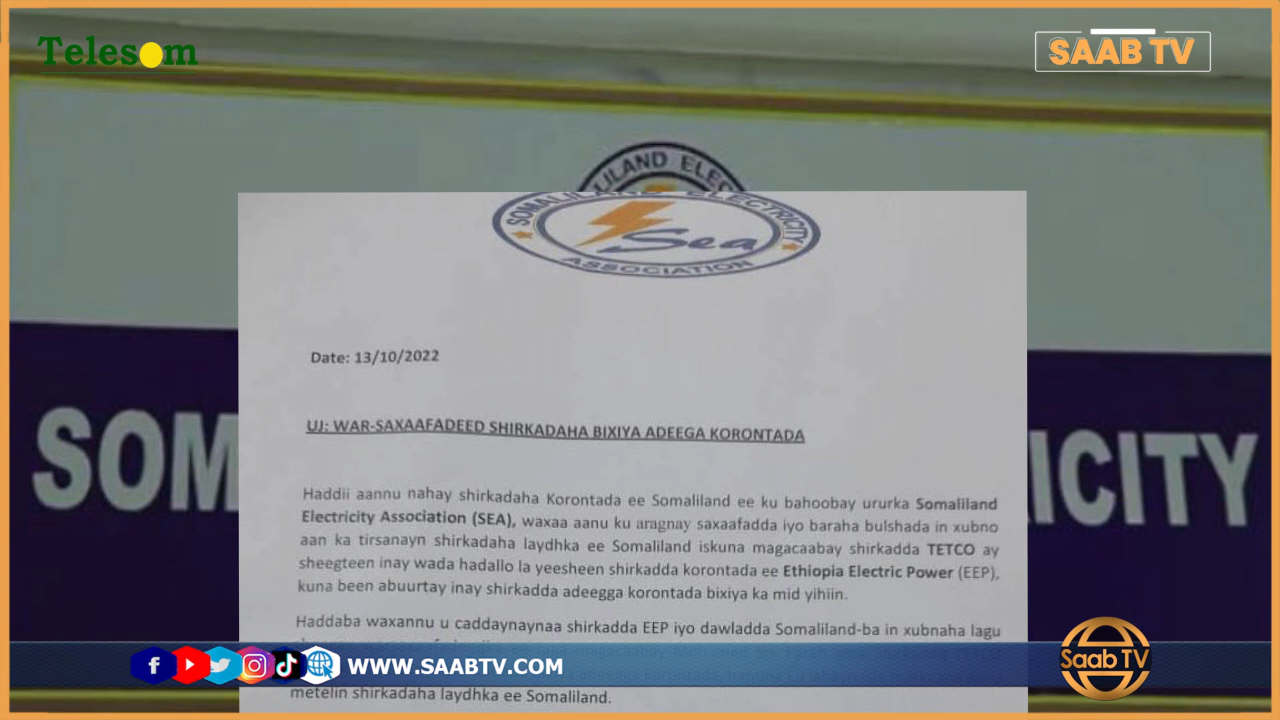 Telesom
SAAB TV
SOMALILAND ELEC
SOMALILAND ELECTRICITY
Sea
ASSOCIATION
Date: 13/10/2022
UJ: WAR-SAXAAFADEED SHIRKADAHA BIXIYA ADEEGA KORONTADA
SOM
ICITY
Haddii aannu nahay shirkadaha Korontada ee Somaliland ee ku bahoobay ururka Somaliland
Electricity Association (SEA), waxaa aanu ku aragnay saxaafadda iyo baraha bulshada in xubno
aan ka tirsanayn shirkadaha laydhka ee Somaliland iskuna magacaabay shirkadda TETCO ay
sheegteen inay wada hadallo la yeesheen shirkadda korontada ee Ethiopia Electric Power (EEP),
kuna been abuurtay inay shirkadda adeegga korontada bixiya ka mid yihiin.
Haddaba waxannu u caddaynaynaa shirkadda EEP iyo dawladda Somaliland-ba in xubnaha lagu
WWW.SAABTV.COM
Saab TV
metelin shirkadaha laydhka ee Somaliland.